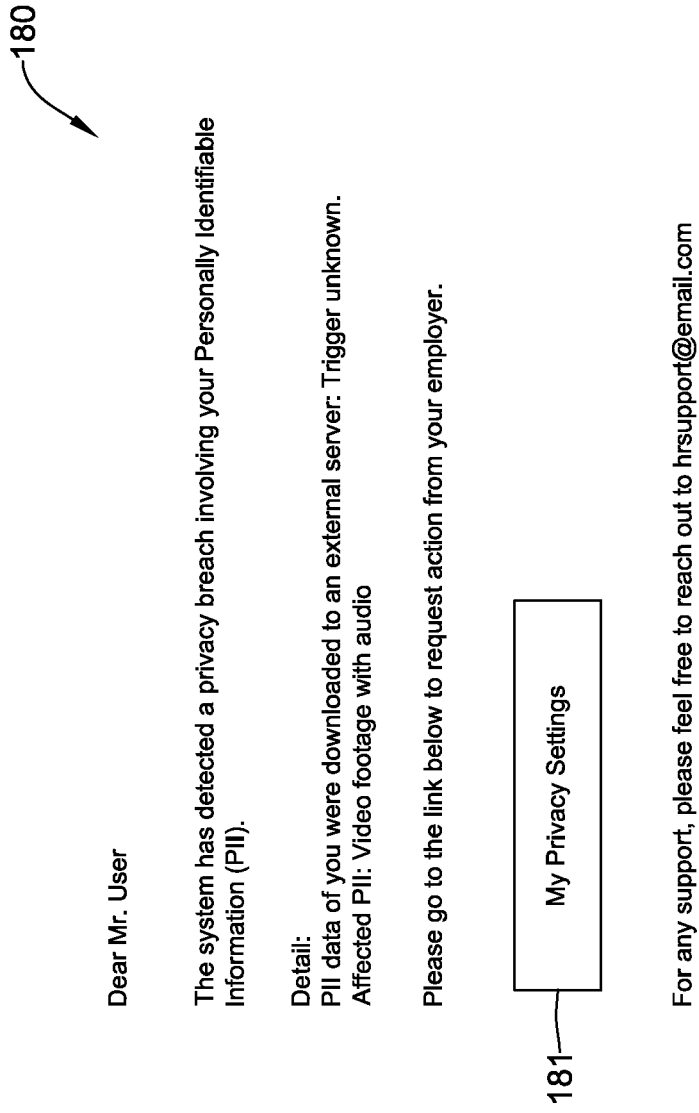 180
Dear Mr. User
The system has detected a privacy breach involving your Personally Identifiable
Information (PII).
Detail:
PII data of you were downloaded to an external server: Trigger unknown.
Affected PII: Video footage with audio
Please go to the link below to request action from your employer.
181
My Privacy Settings
For any support, please feel free to reach out to hrsupport@email.com